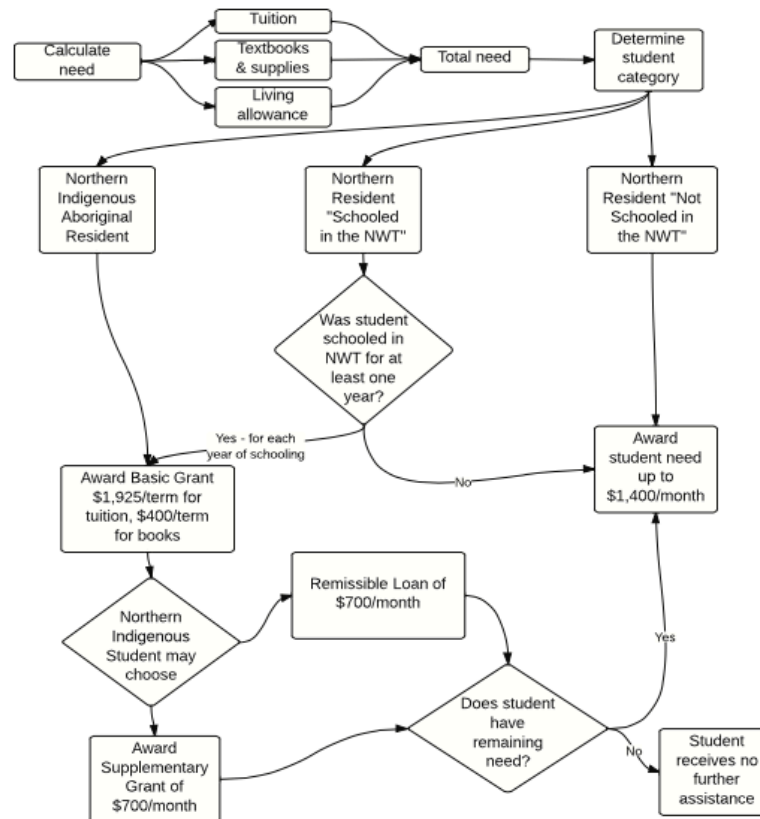 Calculate
need
Tuition
Textbooks
& supplies
Living
allowance
Total need
Determine
student
category
Northern
Indigenous
Aboriginal
Resident
Northern
Resident
"Schooled
in the NWT"
Northern
Resident "Not
Schooled in
the NWT"
Was student
schooled in
NWT for at
least one
year?
Yes - for each
year of schooling
No
Award Basic Grant
$1,925/term for
tuition, $400/term
for books
Award
student need
up to
$1,400/month
Northern
Indigenous
Student may
choose
Remissible Loan of
$700/month
Yes
Award
Supplementary
Grant of
$700/month
Does student
have
remaining
need?
No
Student
receives no
further
assistance